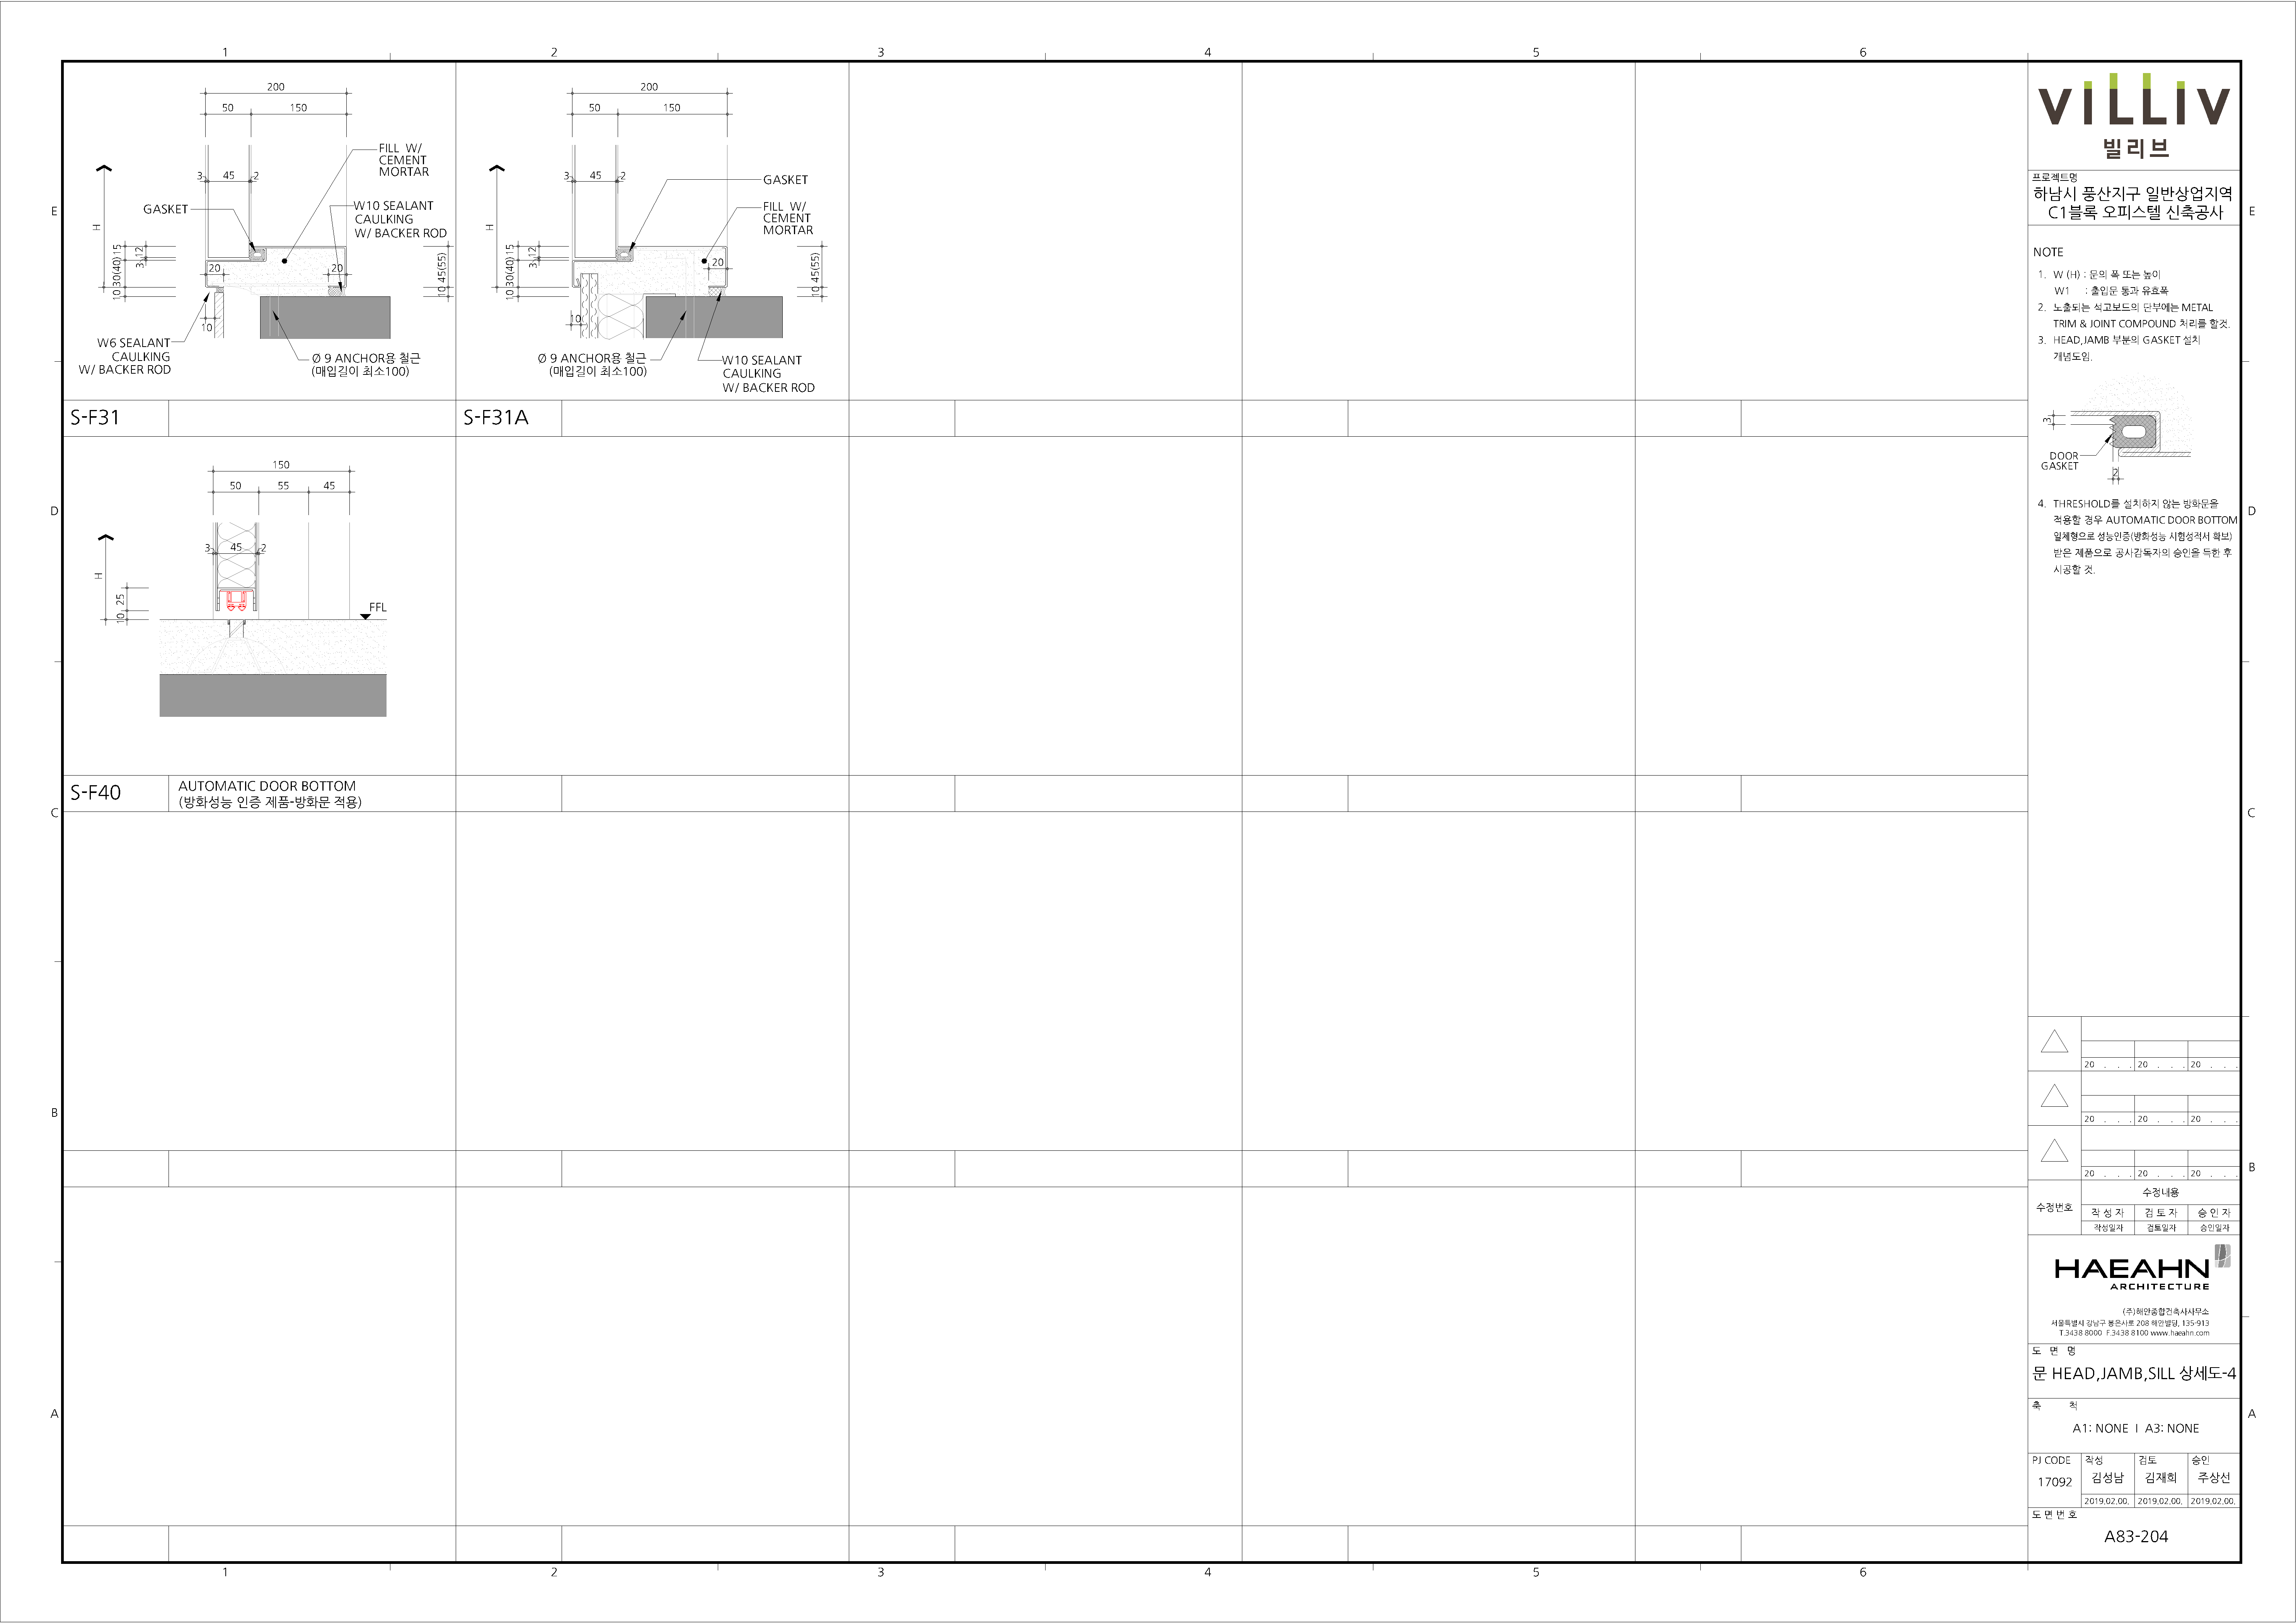 1 2 3 4 5 6
200
50 150
3 45 2
H
GASKET
FILL W/
CEMENT
MORTAR
W10 SEALANT
CAULKING
W/ BACKER ROD
15
30(40)
10
12
3
20
20
45(55)
10
10
W6 SEALANT
CAULKING
W/ BACKER ROD
Ø 9 ANCHOR용 철근
(매입길이 최소100)
S-F31
200
50 150
3 45 2
H
GASKET
FILL W/
CEMENT
MORTAR
15
30(40)
10
12
3
20
45(55)
10
10
Ø 9 ANCHOR용 철근
(매입길이 최소100)
W10 SEALANT
CAULKING
W/ BACKER ROD
S-F31A
150
50 55 45
3 45 2
H
25
10
FFL
S-F40
AUTOMATIC DOOR BOTTOM
(방화성능 인증 제품-방화문 적용)
E
D
C
B
A
1 2 3 4 5 6
E
D
C
B
A
VILLIV
빌리브
프로젝트명
하남시 풍산지구 일반상업지역
C1블록 오피스텔 신축공사
NOTE
1. W (H) : 문의 폭 또는 높이
W1 : 출입문 통과 유효폭
2. 노출되는 석고보드의 단부에는 METAL
TRIM & JOINT COMPOUND 처리를 할것.
3. HEAD,JAMB 부분의 GASKET 설치
개념도임.
3
DOOR
GASKET
2
4. THRESHOLD를 설치하지 않는 방화문을
적용할 경우 AUTOMATIC DOOR BOTTOM
일체형으로 성능인증(방화성능 시험성적서 확보)
받은 제품으로 공사감독자의 승인을 득한 후
시공할 것.
20 . . . 20 . . . 20 . . .
20 . . . 20 . . . 20 . . .
20 . . . 20 . . . 20 . . .
수정번호
수정내용
작 성 자 검 토 자 승 인 자
작성일자 검토일자 승인일자
HAEAHN
ARCHITECTURE
(주)해안종합건축사사무소
서울특별시 강남구 봉은사로 208 해안빌딩, 135-913
T.3438 8000 F.3438 8100 www.haeahn.com
도 면 명
문 HEAD,JAMB,SILL 상세도-4
축 척
A1: NONE I A3: NONE
PJ CODE 작성 검토 승인
17092 김성남 김재희 주상선
2019.02.00. 2019.02.00. 2019.02.00.
도 면 번 호
A83-204